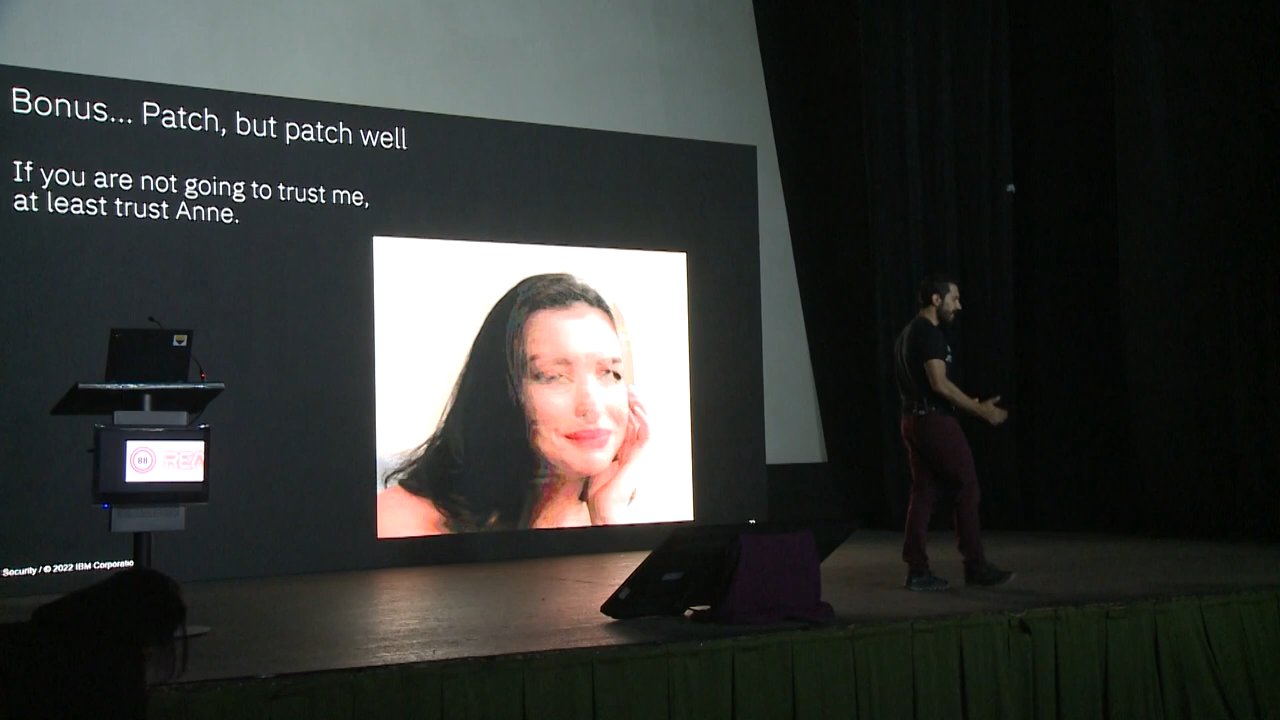 Bonus... Patch, but patch well
If you are not going to trust me,
at least trust Anne.
Security / © 2022 IBM Corporatio